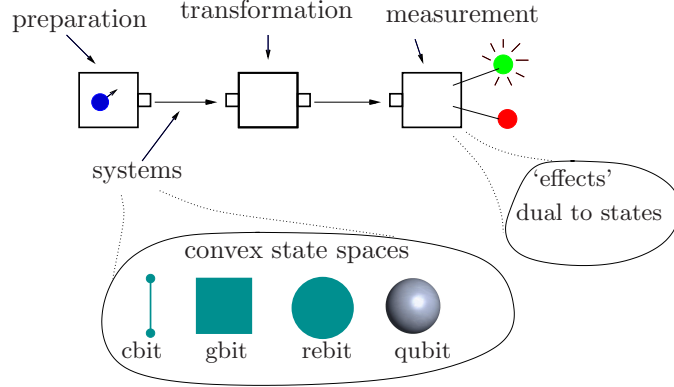 preparation
transformation
measurement
systems
‘effects’
dual to states
convex state spaces
cbit
gbit
rebit
qubit